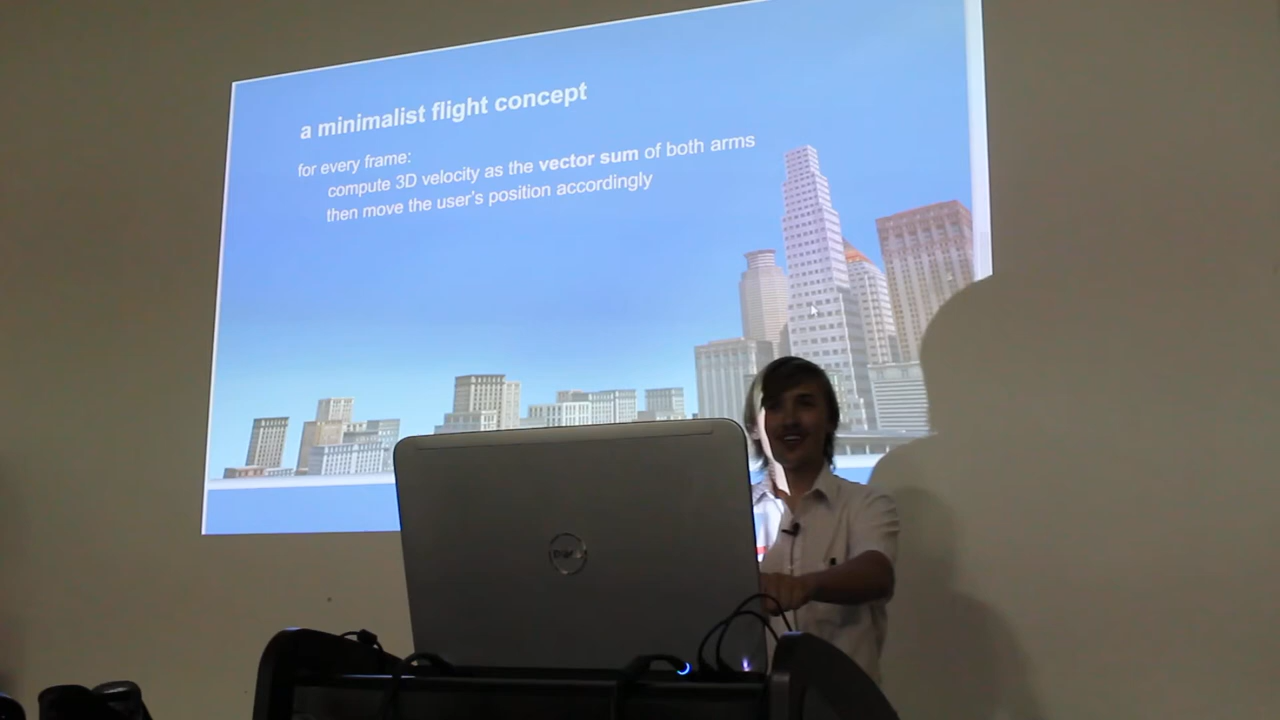 a minimalist flight concept
for every frame:
compute 3D velocity as the vector sum of both arms
then move the user's position accordingly
DELL